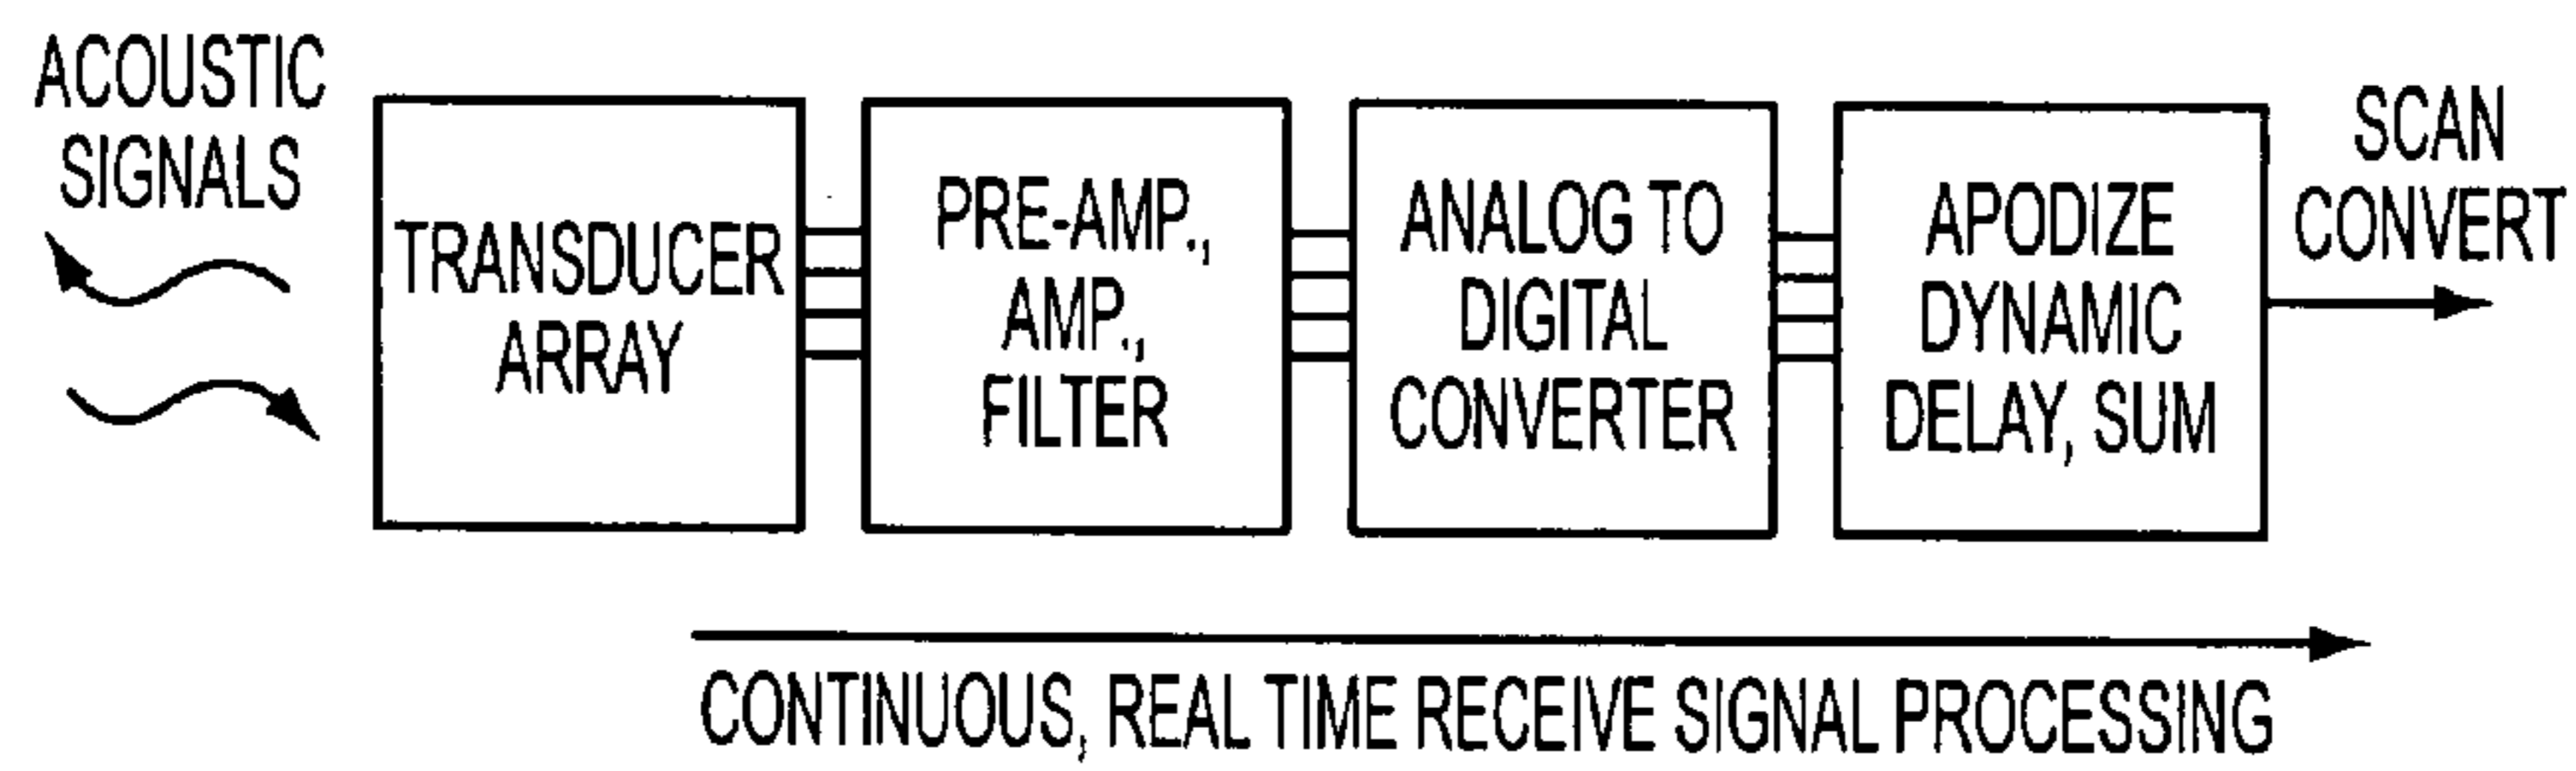 ACOUSTIC
SIGNALS
TRANSDUCER
ARRAY
PRE-AMP.,
AMP.,
FILTER
ANALOG TO
DIGITAL
CONVERTER
APODIZE
DYNAMIC
DELAY, SUM
SCAN
CONVERT
CONTINUOUS, REAL TIME RECEIVE SIGNAL PROCESSING